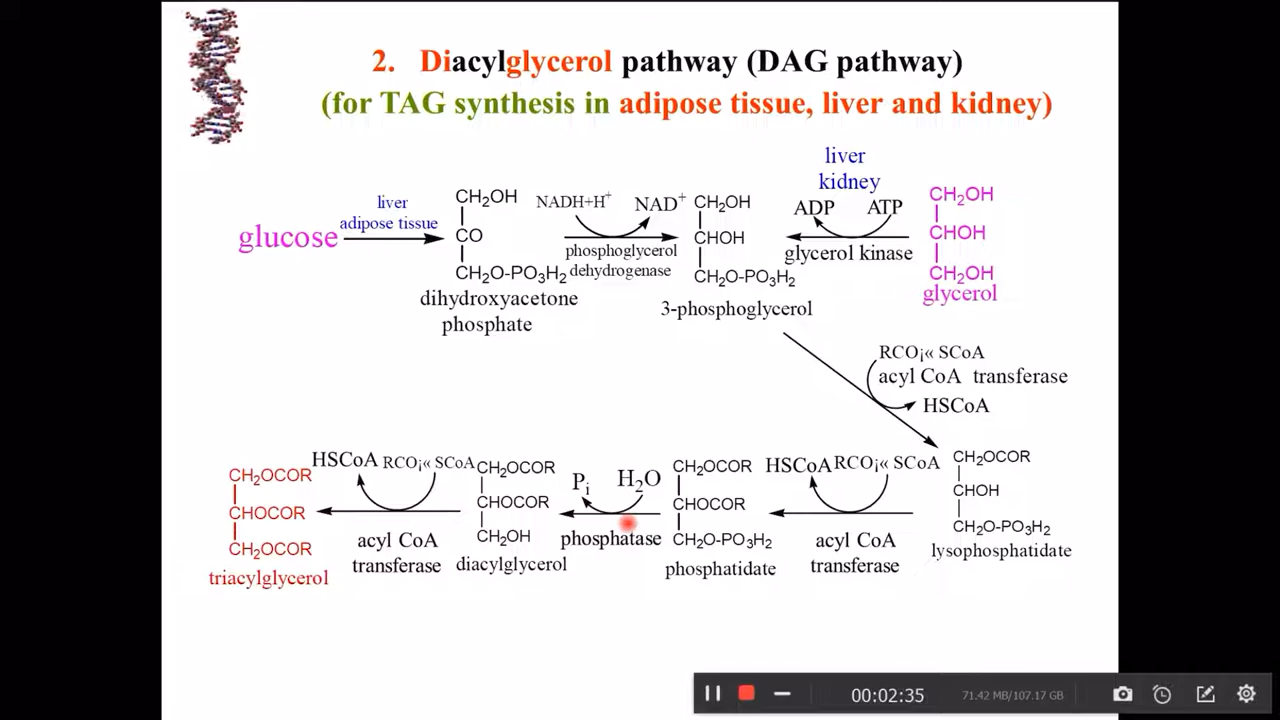 2. Diacylglycerol pathway (DAG pathway)
(for TAG synthesis in adipose tissue, liver and kidney)
glucose
liver
adipose tissue
CH₂OH
CO
CH₂O-PO₃H₂
dihydroxyacetone
phosphate
NADH+H⁺
NAD⁺
phosphoglycerol
dehydrogenase
CH₂OH
CHOH
CH₂O-PO₃H₂
3-phosphoglycerol
liver
kidney
ADP
ATP
glycerol kinase
CH₂OH
CHOH
CH₂OH
glycerol
RCO¡« SCoA
acyl CoA transferase
HSCoA
CH₂OCOR
CHOH
CH₂O-PO₃H₂
lysophosphatidate
HSCoA
RCO¡« SCoA
acyl CoA
transferase
CH₂OCOR
CHOCOR
CH₂O-PO₃H₂
phosphatidate
Pᵢ
H₂O
phosphatase
CH₂OCOR
CHOCOR
CH₂OH
diacylglycerol
HSCoA
RCO¡« SCoA
acyl CoA
transferase
CH₂OCOR
CHOCOR
CH₂OCOR
triacylglycerol
00:02:35
71.42 MB/107.17 GB